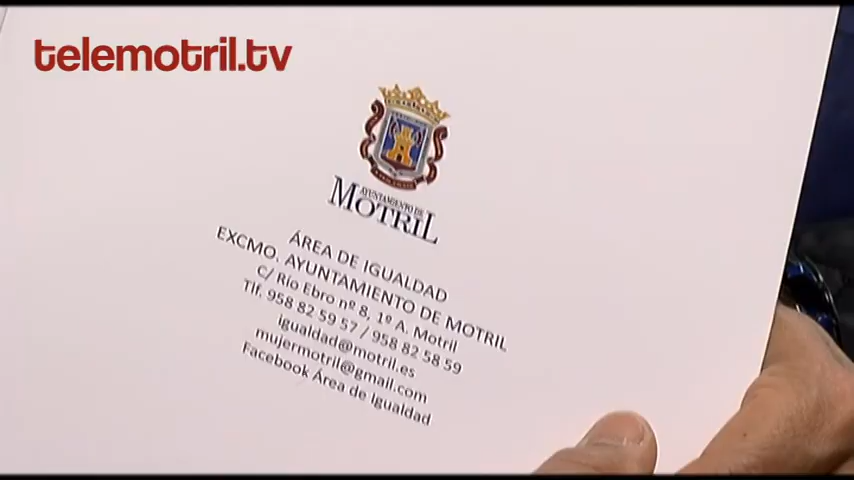 telemotril.tv
AYUNTAMIENTO DE
MOTRIL
ÁREA DE IGUALDAD
EXCMO. AYUNTAMIENTO DE MOTRIL
C/ Río Ebro nº 8, 1º A. Motril
Tlf. 958 82 59 57 / 958 82 58 59
igualdad@motril.es
mujermotril@gmail.com
Facebook Área de Igualdad